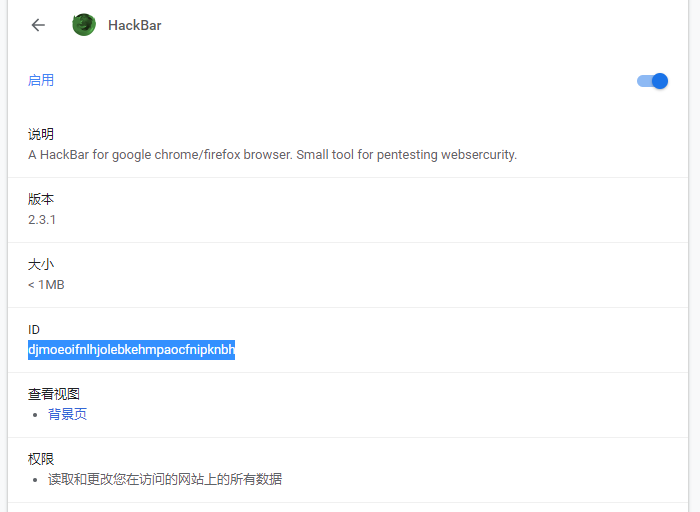 HackBar
启用
说明
A HackBar for google chrome/firefox browser. Small tool for pentesting websercurity.
版本
2.3.1
大小
< 1MB
ID
djmoeoifnlhjolebkehmpaocfnipknbh
查看视图
背景页
权限
读取和更改您在访问的网站上的所有数据